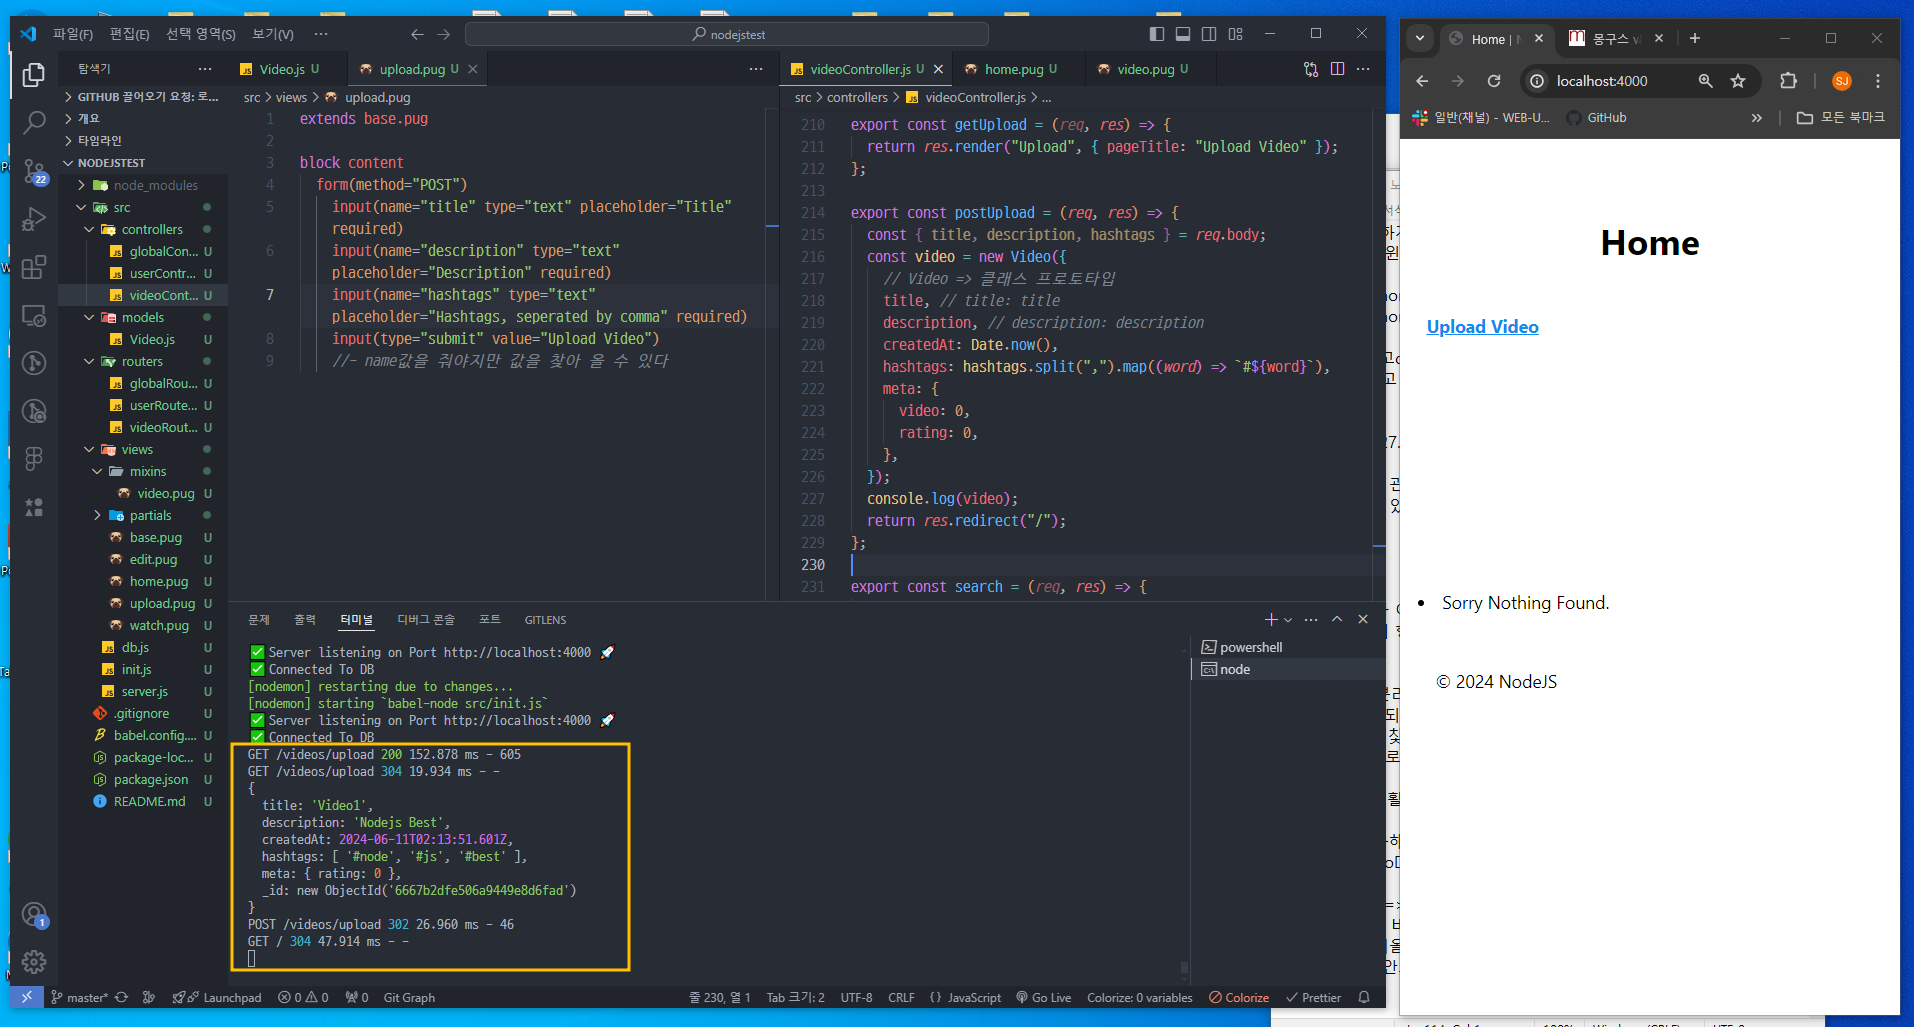 파일(F) 편집(E) 선택 영역(S) 보기(V) ···
nodejstest
탐색기 ···
GITHUB 끌어오기 요청: 로...
개요
타임라인
NODEJSTEST
node_modules
src
controllers
globalCon... U
userContr... U
videoCont... U
models
Video.js U
routers
globalRou... U
userRoute... U
videoRout... U
views
mixins
video.pug U
partials
base.pug U
edit.pug U
home.pug U
upload.pug U
watch.pug U
db.js U
init.js U
server.js U
.gitignore U
babel.config.... U
package-loc... U
package.json U
README.md U
22
1
Video.js U upload.pug U
src > views > upload.pug
1 extends base.pug
2
3 block content
4 form(method="POST")
5 input(name="title" type="text" placeholder="Title"
required)
6 input(name="description" type="text"
placeholder="Description" required)
7 input(name="hashtags" type="text"
placeholder="Hashtags, seperated by comma" required)
8 input(type="submit" value="Upload Video")
9 //- name값을 줘야지만 값을 찾아 올 수 있다
videoController.js U home.pug U video.pug U
src > controllers > videoController.js > ...
210 export const getUpload = (req, res) => {
211 return res.render("Upload", { pageTitle: "Upload Video" });
212 };
213
214 export const postUpload = (req, res) => {
215 const { title, description, hashtags } = req.body;
216 const video = new Video({
217 // Video => 클래스 프로토타입
218 title, // title: title
219 description, // description: description
220 createdAt: Date.now(),
221 hashtags: hashtags.split(",").map((word) => `#${word}`),
222 meta: {
223 video: 0,
224 rating: 0,
225 },
226 });
227 console.log(video);
228 return res.redirect("/");
229 };
230
231 export const search = (req, res) => {
문제 출력 터미널 디버그 콘솔 포트 GITLENS
Server listening on Port http://localhost:4000
Connected To DB
[nodemon] restarting due to changes...
[nodemon] starting `babel-node src/init.js`
Server listening on Port http://localhost:4000
Connected To DB
GET /videos/upload 200 152.878 ms - 605
GET /videos/upload 304 19.934 ms - -
{
title: 'Video1',
description: 'Nodejs Best',
createdAt: 2024-06-11T02:13:51.601Z,
hashtags: [ '#node', '#js', '#best' ],
meta: { rating: 0 },
_id: new ObjectId('6667b2dfe506a9449e8d6fad')
}
POST /videos/upload 302 26.960 ms - 46
GET / 304 47.914 ms - -
powershell
node
master* Launchpad 0 0 0 Git Graph 줄 230, 열 1 Tab 크기: 2 UTF-8 CRLF {} JavaScript Go Live Colorize: 0 variables Colorize Prettier
Home | 몽구스
localhost:4000
SJ
일반(채널) - WEB-U... GitHub » 모든 북마크
Home
Upload Video
• Sorry Nothing Found.
© 2024 NodeJS